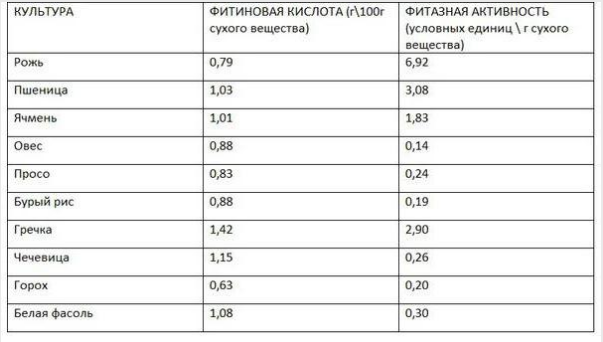 КУЛЬТУРА ФИТИНОВАЯ КИСЛОТА (г\100г сухого вещества) ФИТАЗНАЯ АКТИВНОСТЬ (условных единиц \ г сухого вещества)
Рожь 0,79 6,92
Пшеница 1,03 3,08
Ячмень 1,01 1,83
Овес 0,88 0,14
Просо 0,83 0,24
Бурый рис 0,88 0,19
Гречка 1,42 2,90
Чечевица 1,15 0,26
Горох 0,63 0,20
Белая фасоль 1,08 0,30